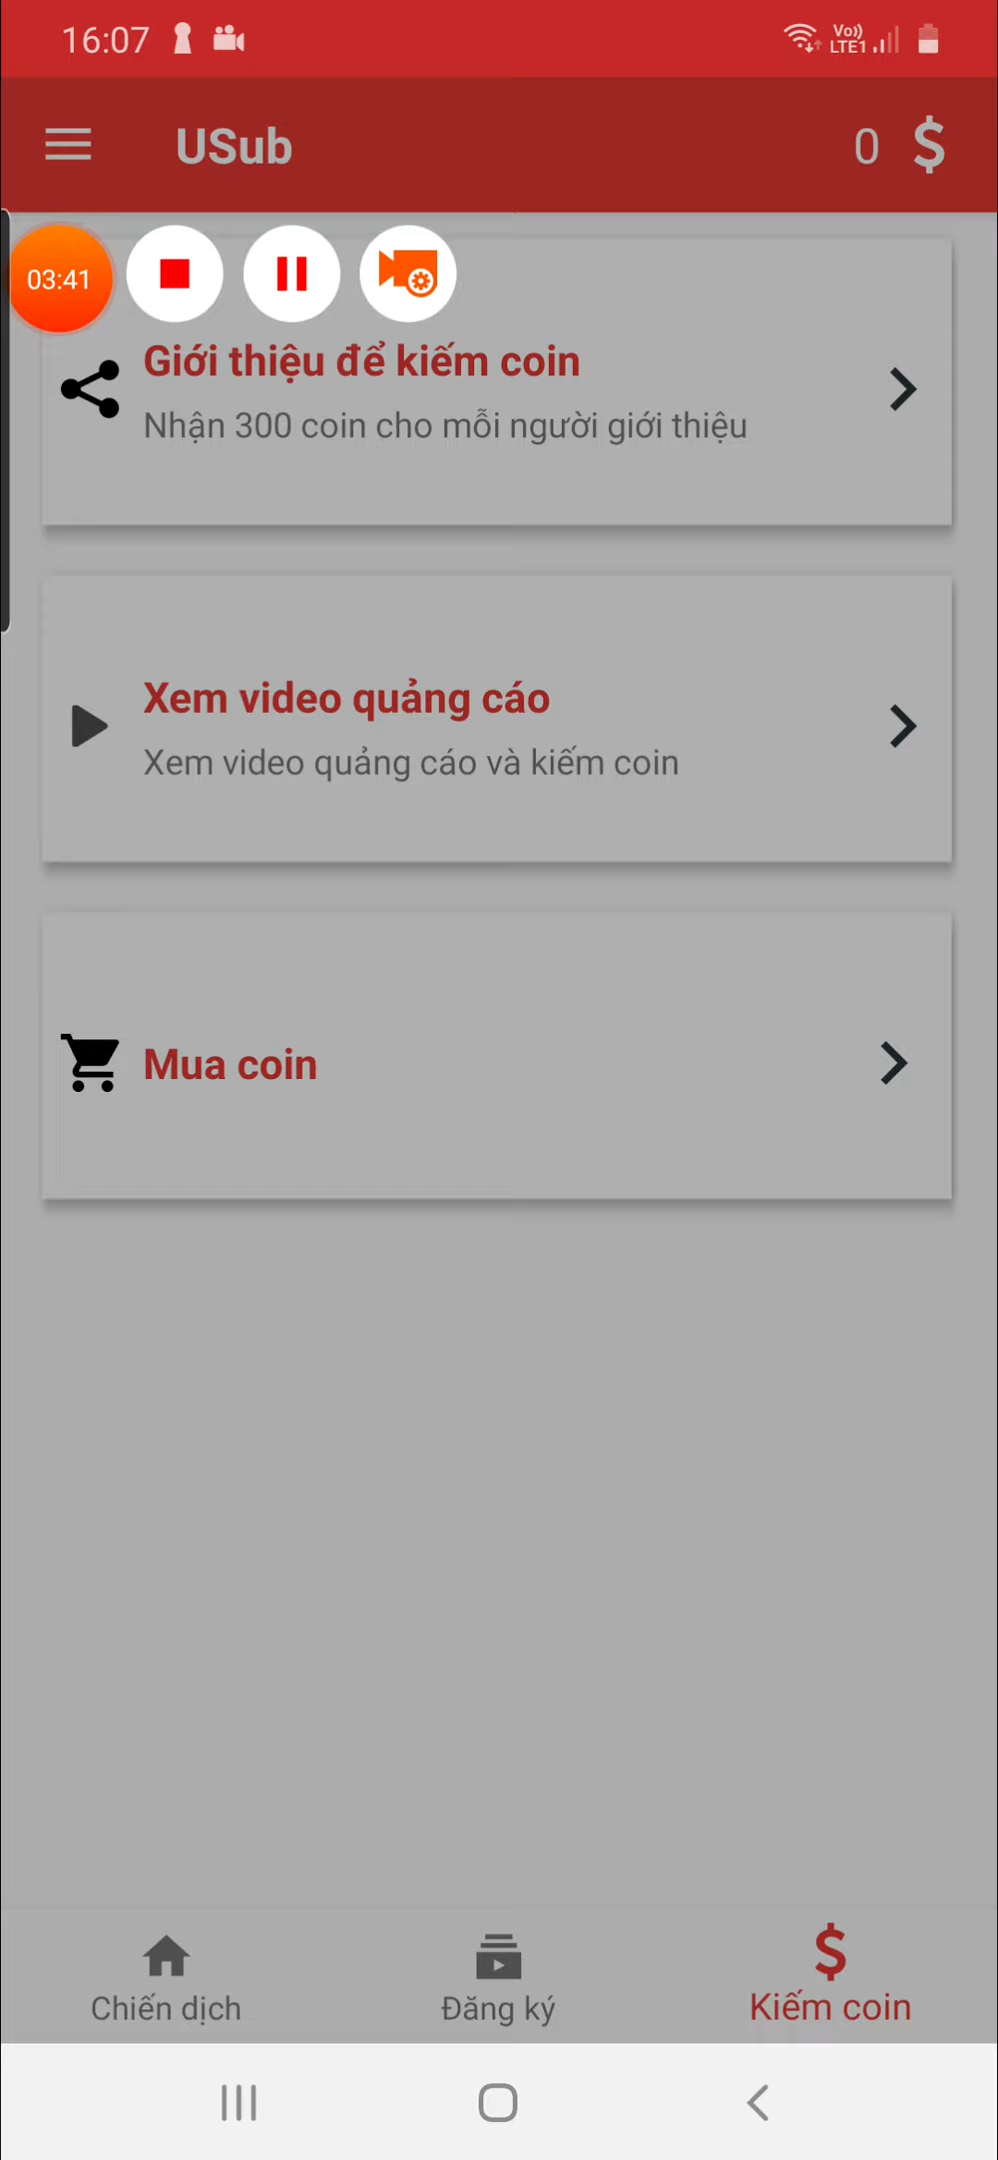 16:07
Vo)) LTE1
USub
0 $
03:41
Giới thiệu để kiếm coin
Nhận 300 coin cho mỗi người giới thiệu
Xem video quảng cáo
Xem video quảng cáo và kiếm coin
Mua coin
Chiến dịch
Đăng ký
Kiếm coin